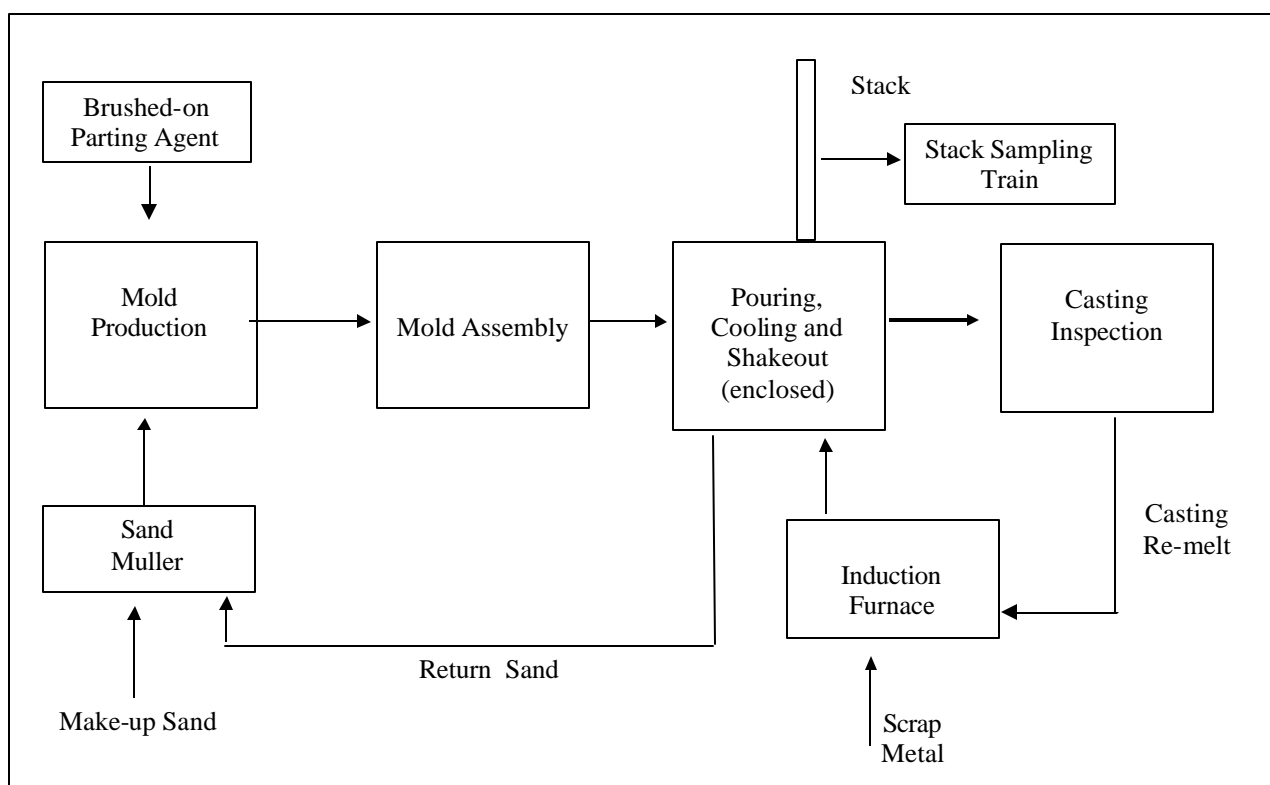 Brushed-on
Parting Agent
Stack
Stack Sampling
Train
Mold
Production
Mold Assembly
Pouring,
Cooling and
Shakeout
(enclosed)
Casting
Inspection
Sand
Muller
Induction
Furnace
Casting
Re-melt
Return Sand
Make-up Sand
Scrap
Metal